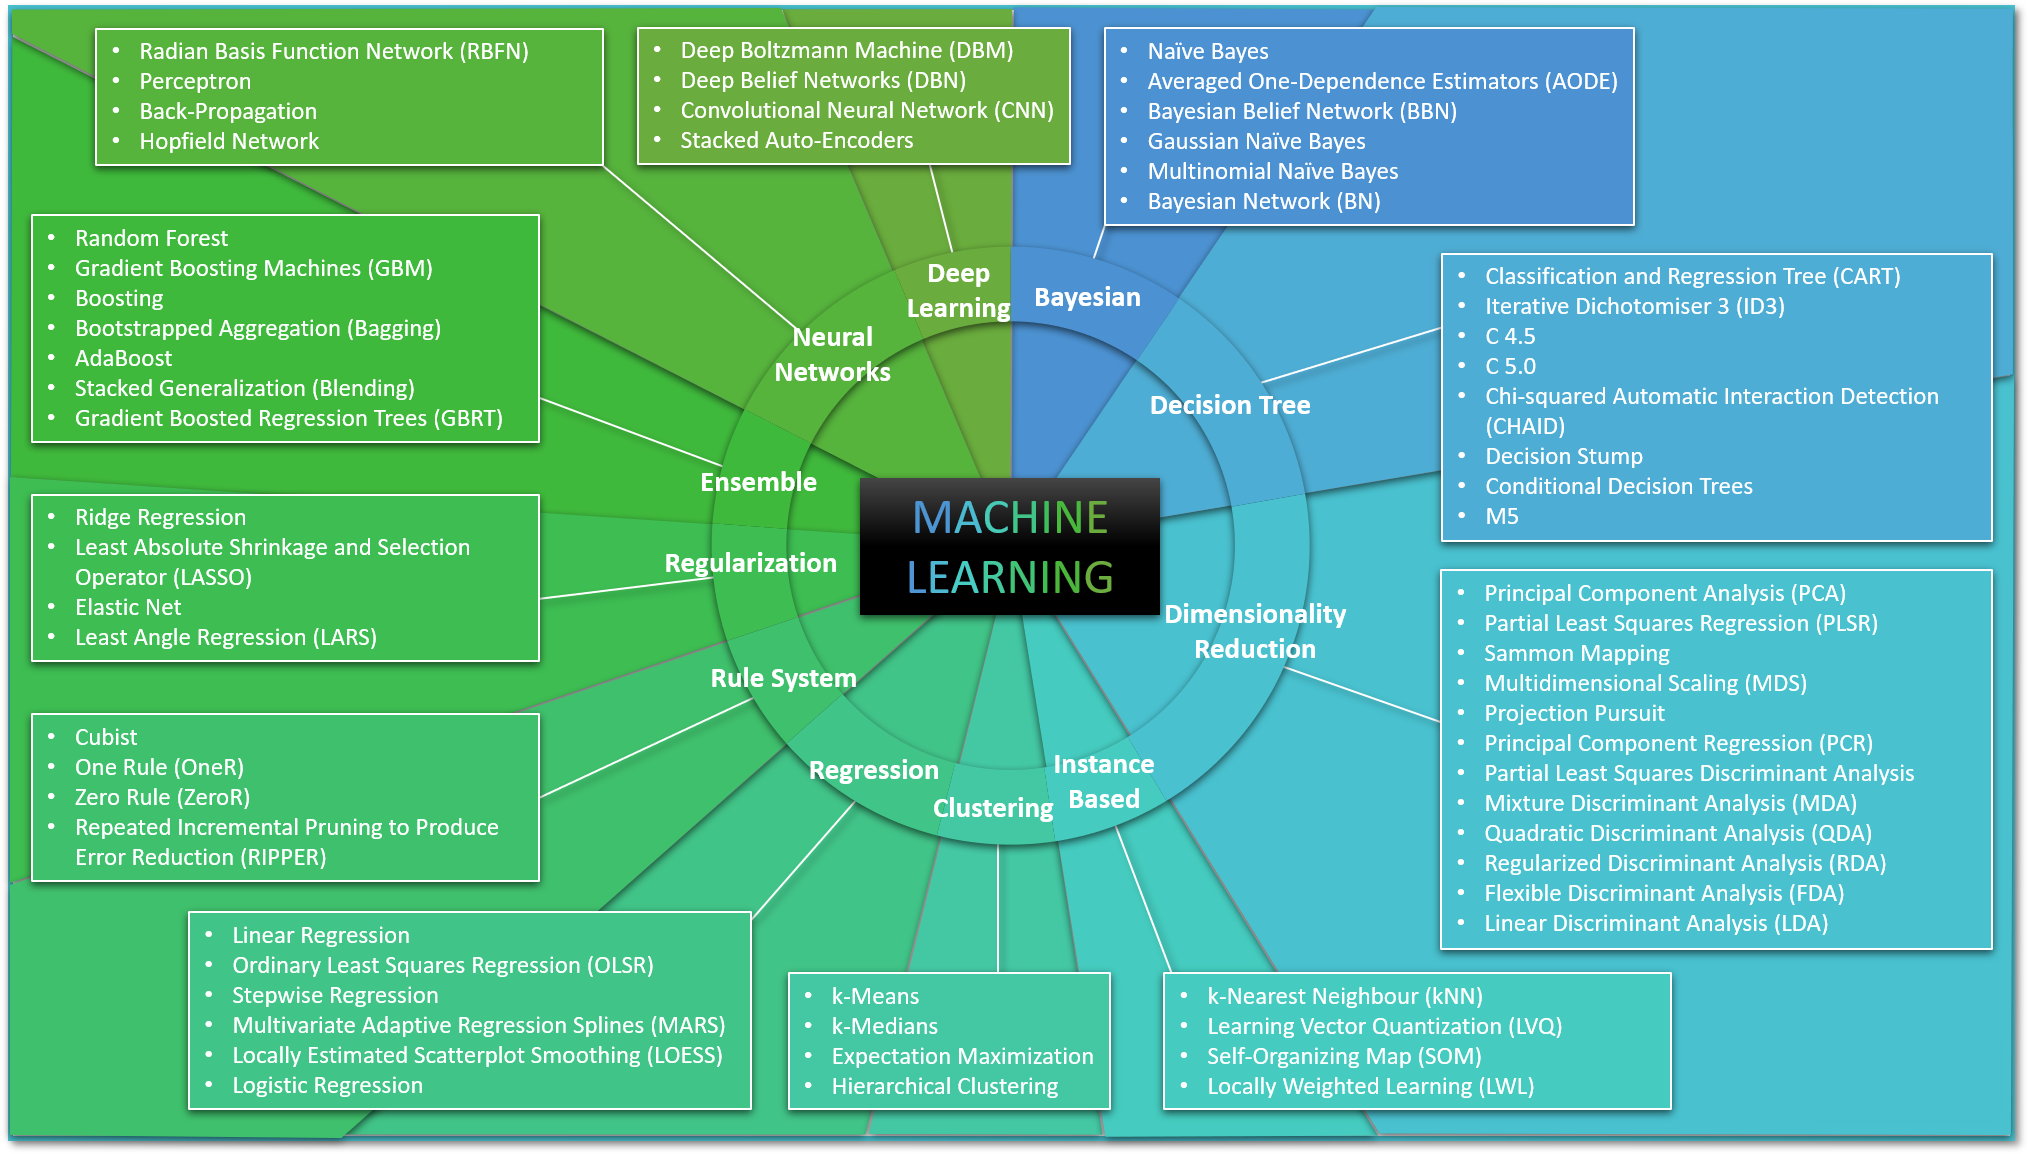 Radian Basis Function Network (RBFN)
Perceptron
Back-Propagation
Hopfield Network
Deep Boltzmann Machine (DBM)
Deep Belief Networks (DBN)
Convolutional Neural Network (CNN)
Stacked Auto-Encoders
Naïve Bayes
Averaged One-Dependence Estimators (AODE)
Bayesian Belief Network (BBN)
Gaussian Naïve Bayes
Multinomial Naïve Bayes
Bayesian Network (BN)
Random Forest
Gradient Boosting Machines (GBM)
Boosting
Bootstrapped Aggregation (Bagging)
AdaBoost
Stacked Generalization (Blending)
Gradient Boosted Regression Trees (GBRT)
Classification and Regression Tree (CART)
Iterative Dichotomiser 3 (ID3)
C 4.5
C 5.0
Chi-squared Automatic Interaction Detection
(CHAID)
Decision Stump
Conditional Decision Trees
M5
Deep
Learning
Bayesian
Neural
Networks
Decision Tree
Ensemble
MACHINE
LEARNING
Regularization
Dimensionality
Reduction
Rule System
Regression
Clustering
Instance
Based
Ridge Regression
Least Absolute Shrinkage and Selection
Operator (LASSO)
Elastic Net
Least Angle Regression (LARS)
Principal Component Analysis (PCA)
Partial Least Squares Regression (PLSR)
Sammon Mapping
Multidimensional Scaling (MDS)
Projection Pursuit
Principal Component Regression (PCR)
Partial Least Squares Discriminant Analysis
Mixture Discriminant Analysis (MDA)
Quadratic Discriminant Analysis (QDA)
Regularized Discriminant Analysis (RDA)
Flexible Discriminant Analysis (FDA)
Linear Discriminant Analysis (LDA)
Cubist
One Rule (OneR)
Zero Rule (ZeroR)
Repeated Incremental Pruning to Produce
Error Reduction (RIPPER)
Linear Regression
Ordinary Least Squares Regression (OLSR)
Stepwise Regression
Multivariate Adaptive Regression Splines (MARS)
Locally Estimated Scatterplot Smoothing (LOESS)
Logistic Regression
k-Means
k-Medians
Expectation Maximization
Hierarchical Clustering
k-Nearest Neighbour (kNN)
Learning Vector Quantization (LVQ)
Self-Organizing Map (SOM)
Locally Weighted Learning (LWL)